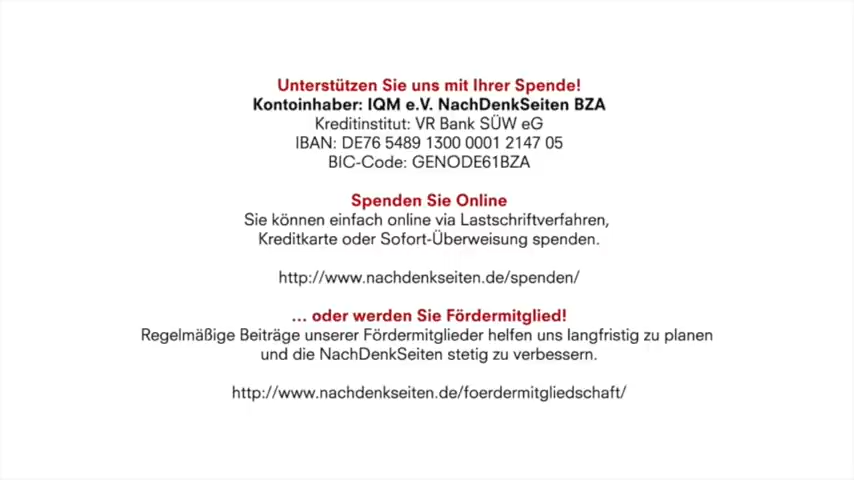 Unterstützen Sie uns mit Ihrer Spende!
Kontoinhaber: IQM e.V. NachDenkSeiten BZA
Kreditinstitut: VR Bank SÜW eG
IBAN: DE76 5489 1300 0001 2147 05
BIC-Code: GENODE61BZA
Spenden Sie Online
Sie können einfach online via Lastschriftverfahren,
Kreditkarte oder Sofort-Überweisung spenden.
http://www.nachdenkseiten.de/spenden/
... oder werden Sie Fördermitglied!
Regelmäßige Beiträge unserer Fördermitglieder helfen uns langfristig zu planen
und die NachDenkSeiten stetig zu verbessern.
http://www.nachdenkseiten.de/foerdermitgliedschaft/